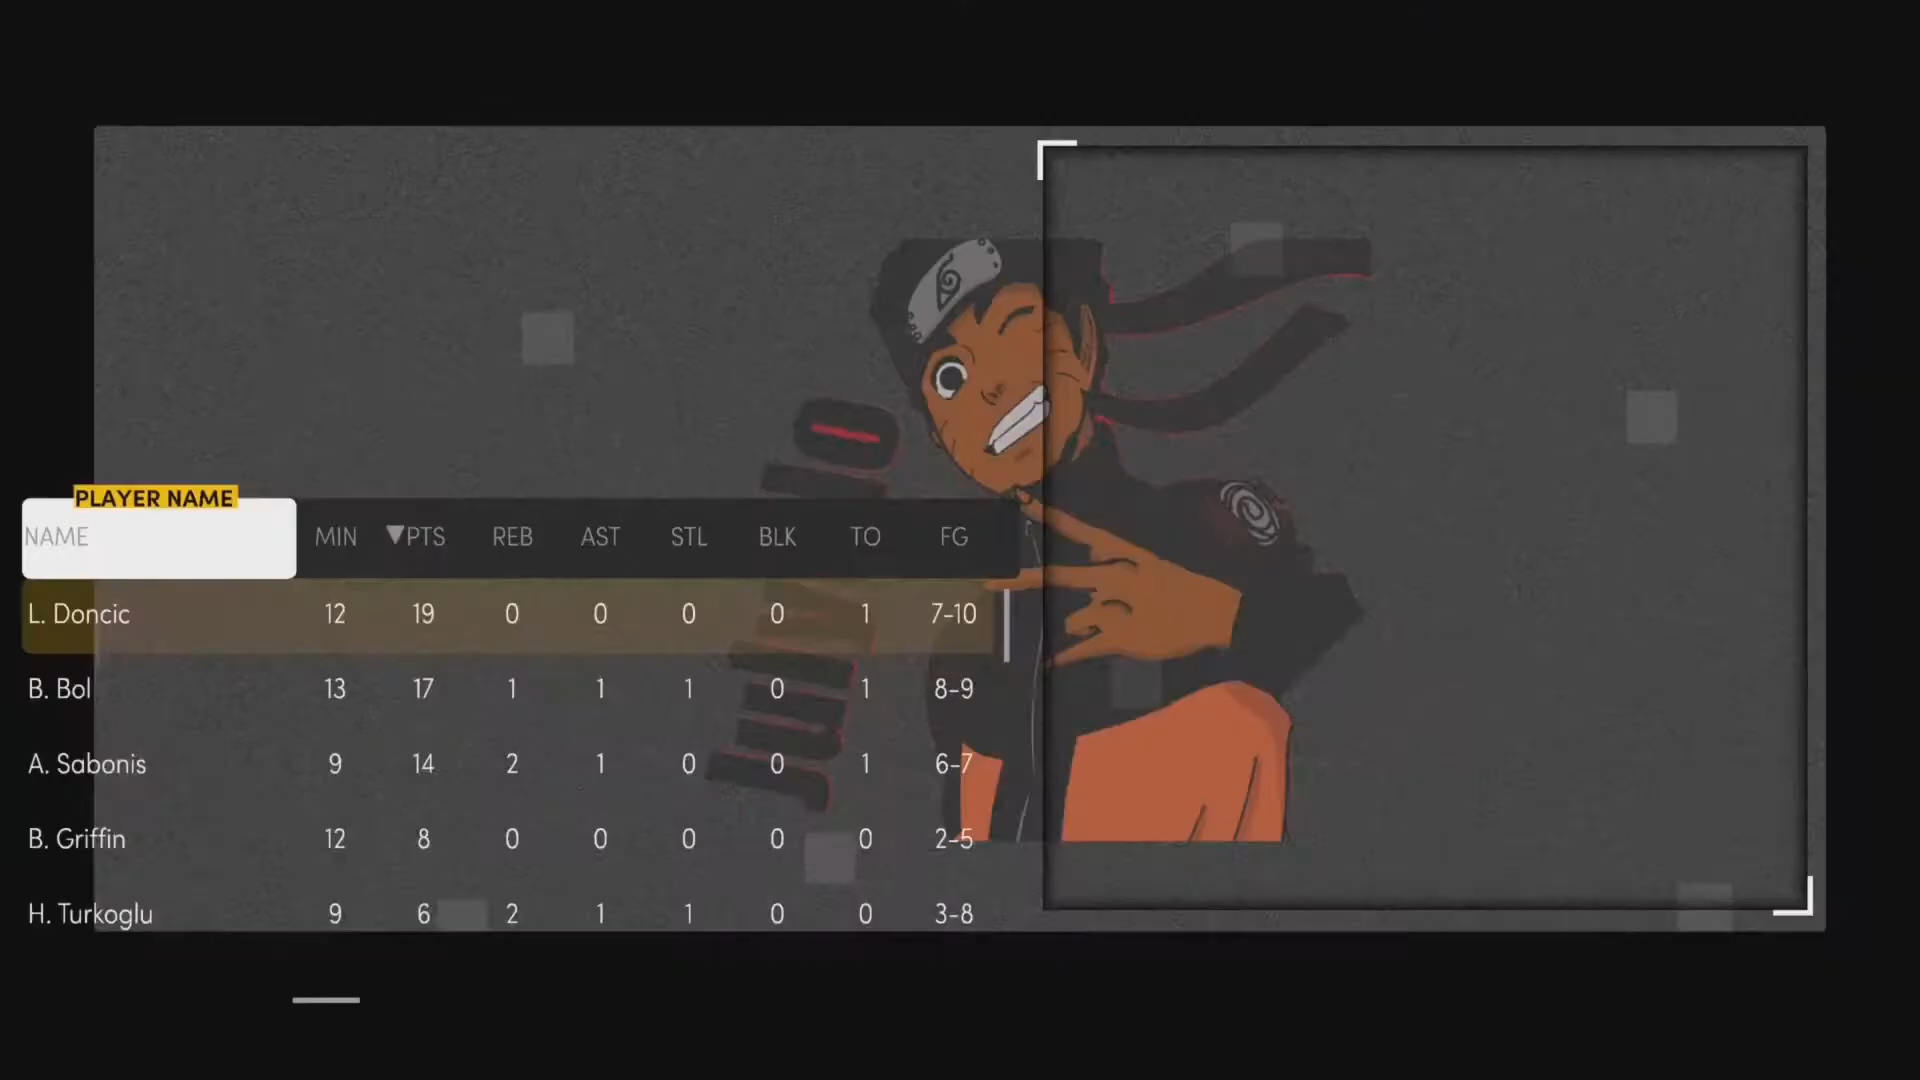 PLAYER NAME
NAME MIN ▼PTS REB AST STL BLK TO FG
L. Doncic 12 19 0 0 0 0 1 7-10
B. Bol 13 17 1 1 1 0 1 8-9
A. Sabonis 9 14 2 1 0 0 1 6-7
B. Griffin 12 8 0 0 0 0 0 2-5
H. Turkoglu 9 6 2 1 1 0 0 3-8